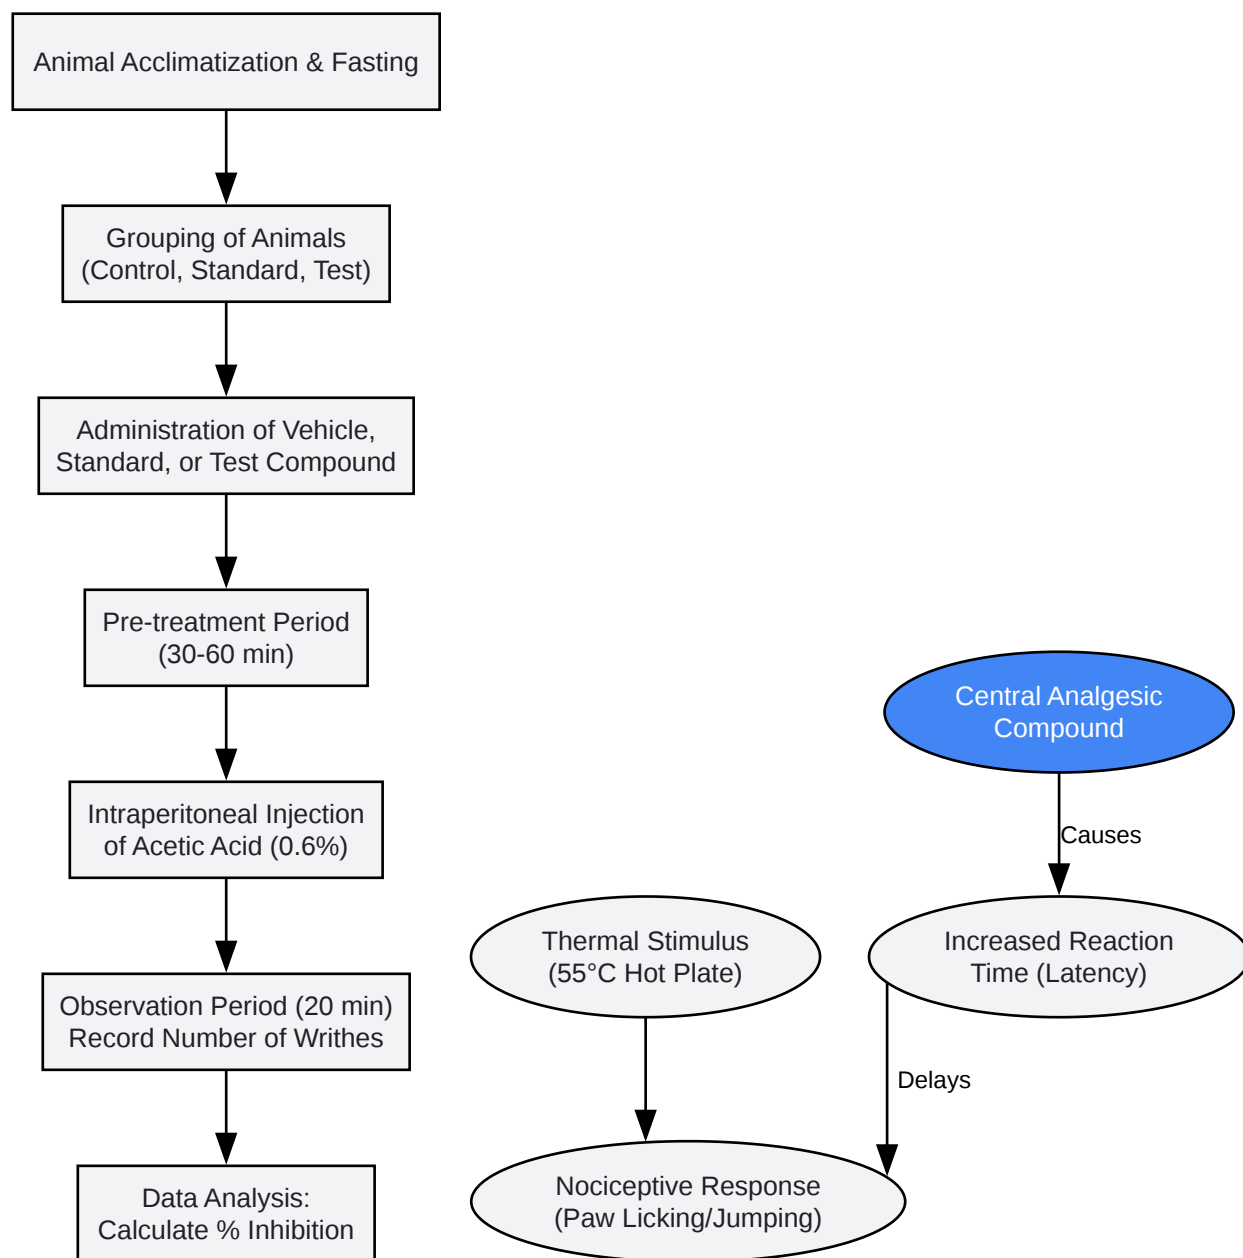 Animal Acclimatization & Fasting
Grouping of Animals
(Control, Standard, Test)
Administration of Vehicle,
Standard, or Test Compound
Pre-treatment Period
(30-60 min)
Intraperitoneal Injection
of Acetic Acid (0.6%)
Observation Period (20 min)
Record Number of Writhes
Data Analysis:
Calculate % Inhibition
Central Analgesic
Compound
Causes
Thermal Stimulus
(55°C Hot Plate)
Increased Reaction
Time (Latency)
Delays
Nociceptive Response
(Paw Licking/Jumping)